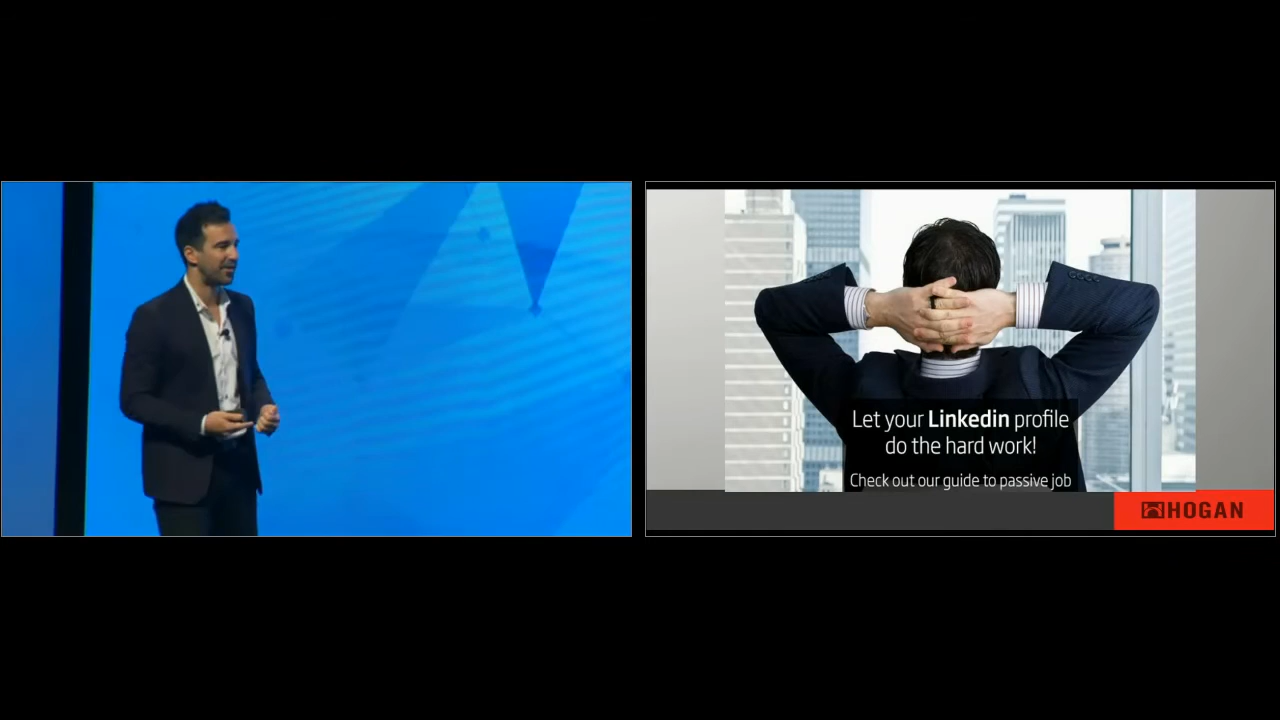 Let your Linkedin profile
do the hard work!
Check out our guide to passive job
HOGAN